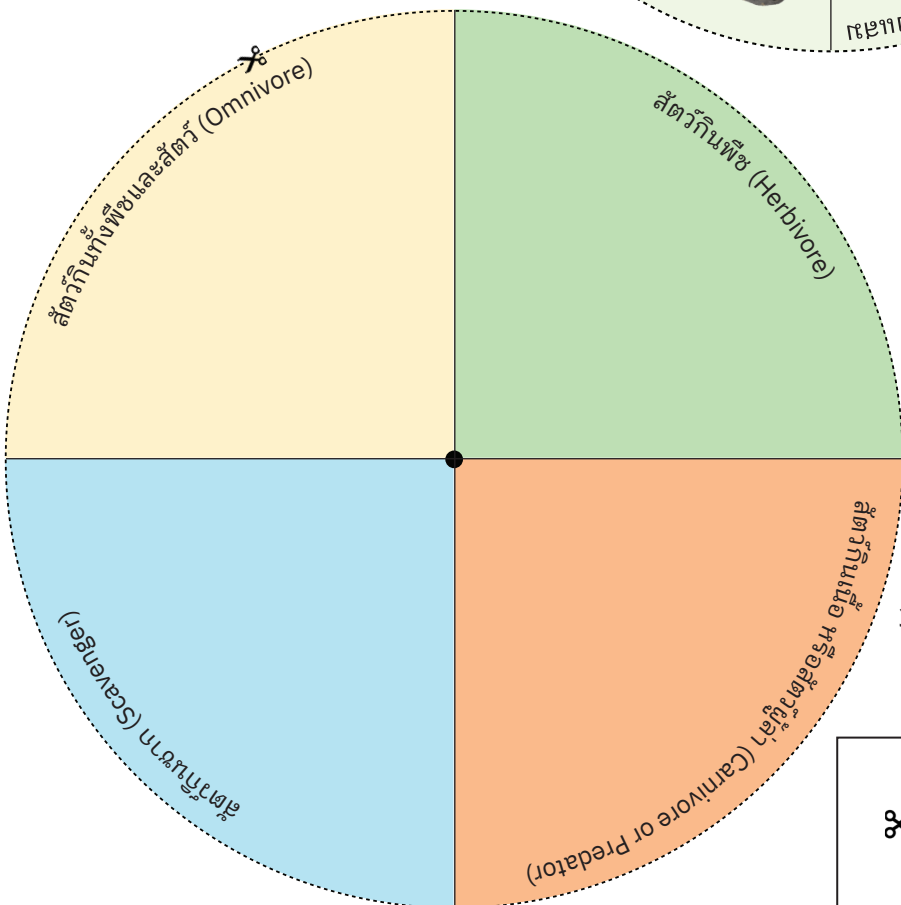 สัตว์กินทั้งพืชและสัตว์ (Omnivore)
สัตว์กินพืช (Herbivore)
สัตว์กินเนื้อ หรือสัตว์ผู้ล่า (Carnivore or Predator)
สัตว์กินซาก (Scavenger)